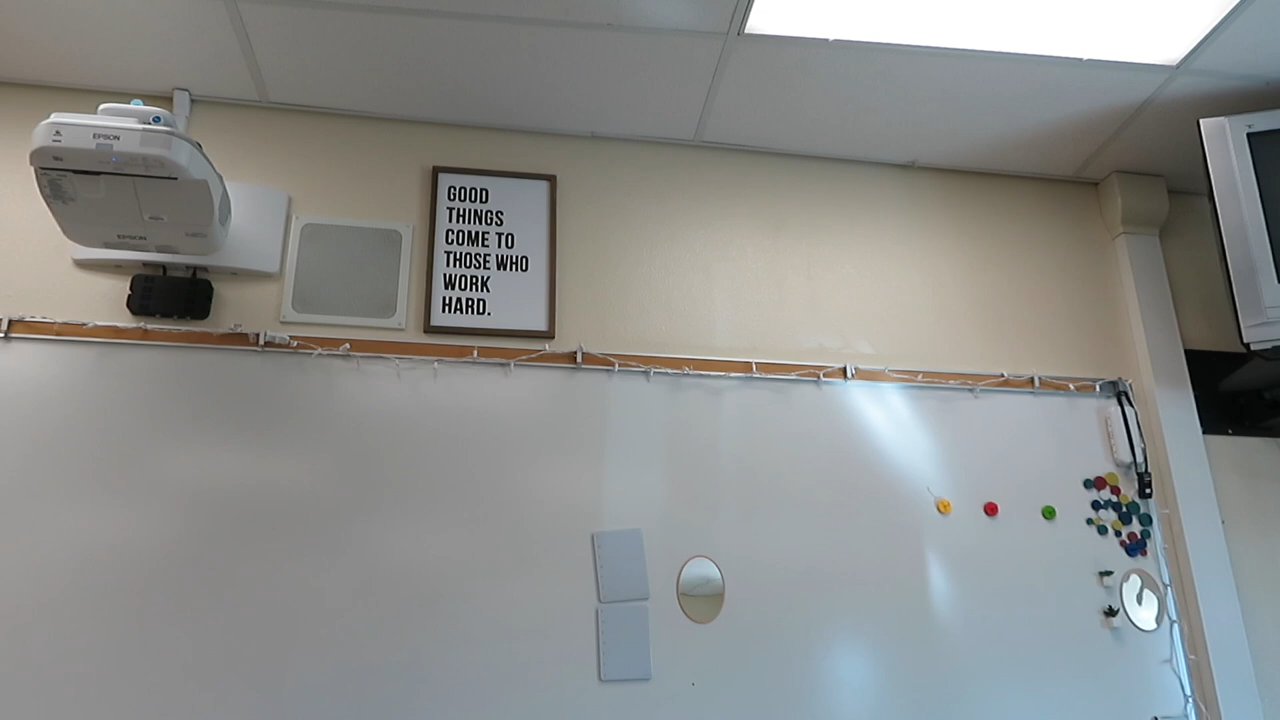 EPSON
EPSON
GOOD
THINGS
COME TO
THOSE WHO
WORK
HARD.